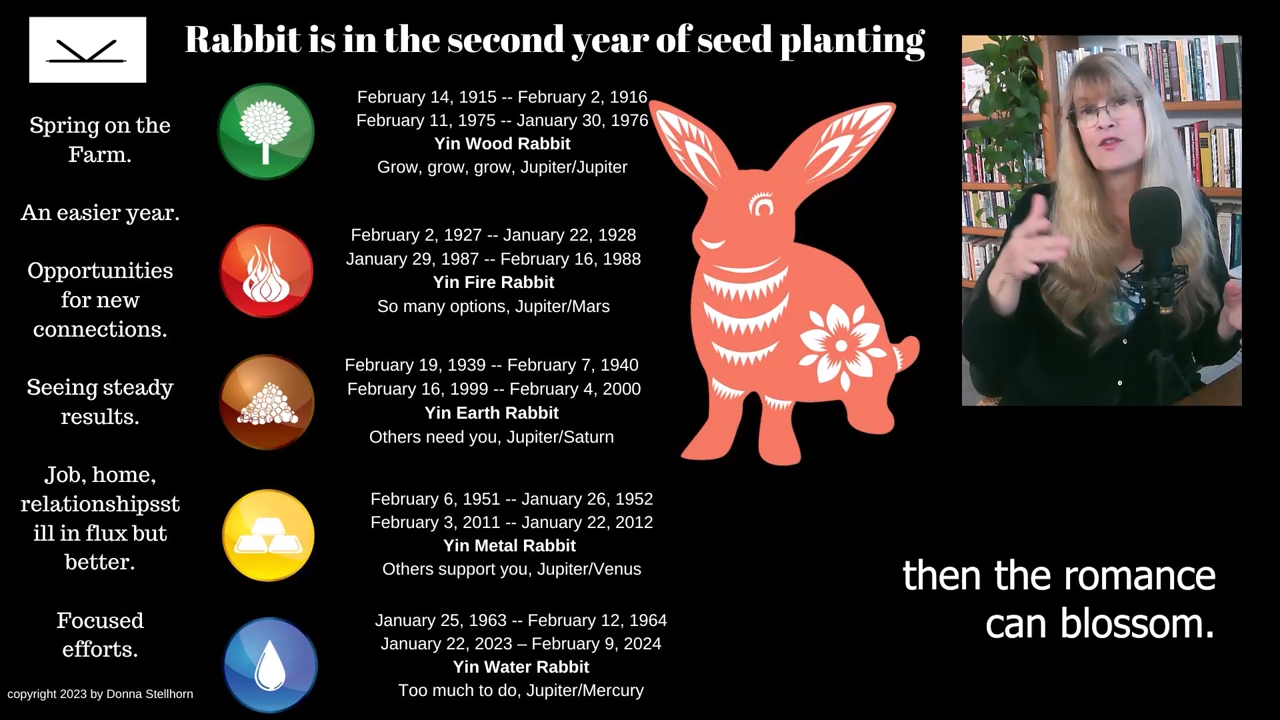 Rabbit is in the second year of seed planting
Spring on the
Farm.
An easier year.
Opportunities
for new
connections.
Seeing steady
results.
Job, home,
relationshipsst
ill in flux but
better.
Focused
efforts.
copyright 2023 by Donna Stellhorn
February 14, 1915 -- February 2, 1916
February 11, 1975 -- January 30, 1976
Yin Wood Rabbit
Grow, grow, grow, Jupiter/Jupiter
February 2, 1927 -- January 22, 1928
January 29, 1987 -- February 16, 1988
Yin Fire Rabbit
So many options, Jupiter/Mars
February 19, 1939 -- February 7, 1940
February 16, 1999 -- February 4, 2000
Yin Earth Rabbit
Others need you, Jupiter/Saturn
February 6, 1951 -- January 26, 1952
February 3, 2011 -- January 22, 2012
Yin Metal Rabbit
Others support you, Jupiter/Venus
January 25, 1963 -- February 12, 1964
January 22, 2023 – February 9, 2024
Yin Water Rabbit
Too much to do, Jupiter/Mercury
then the romance
can blossom.